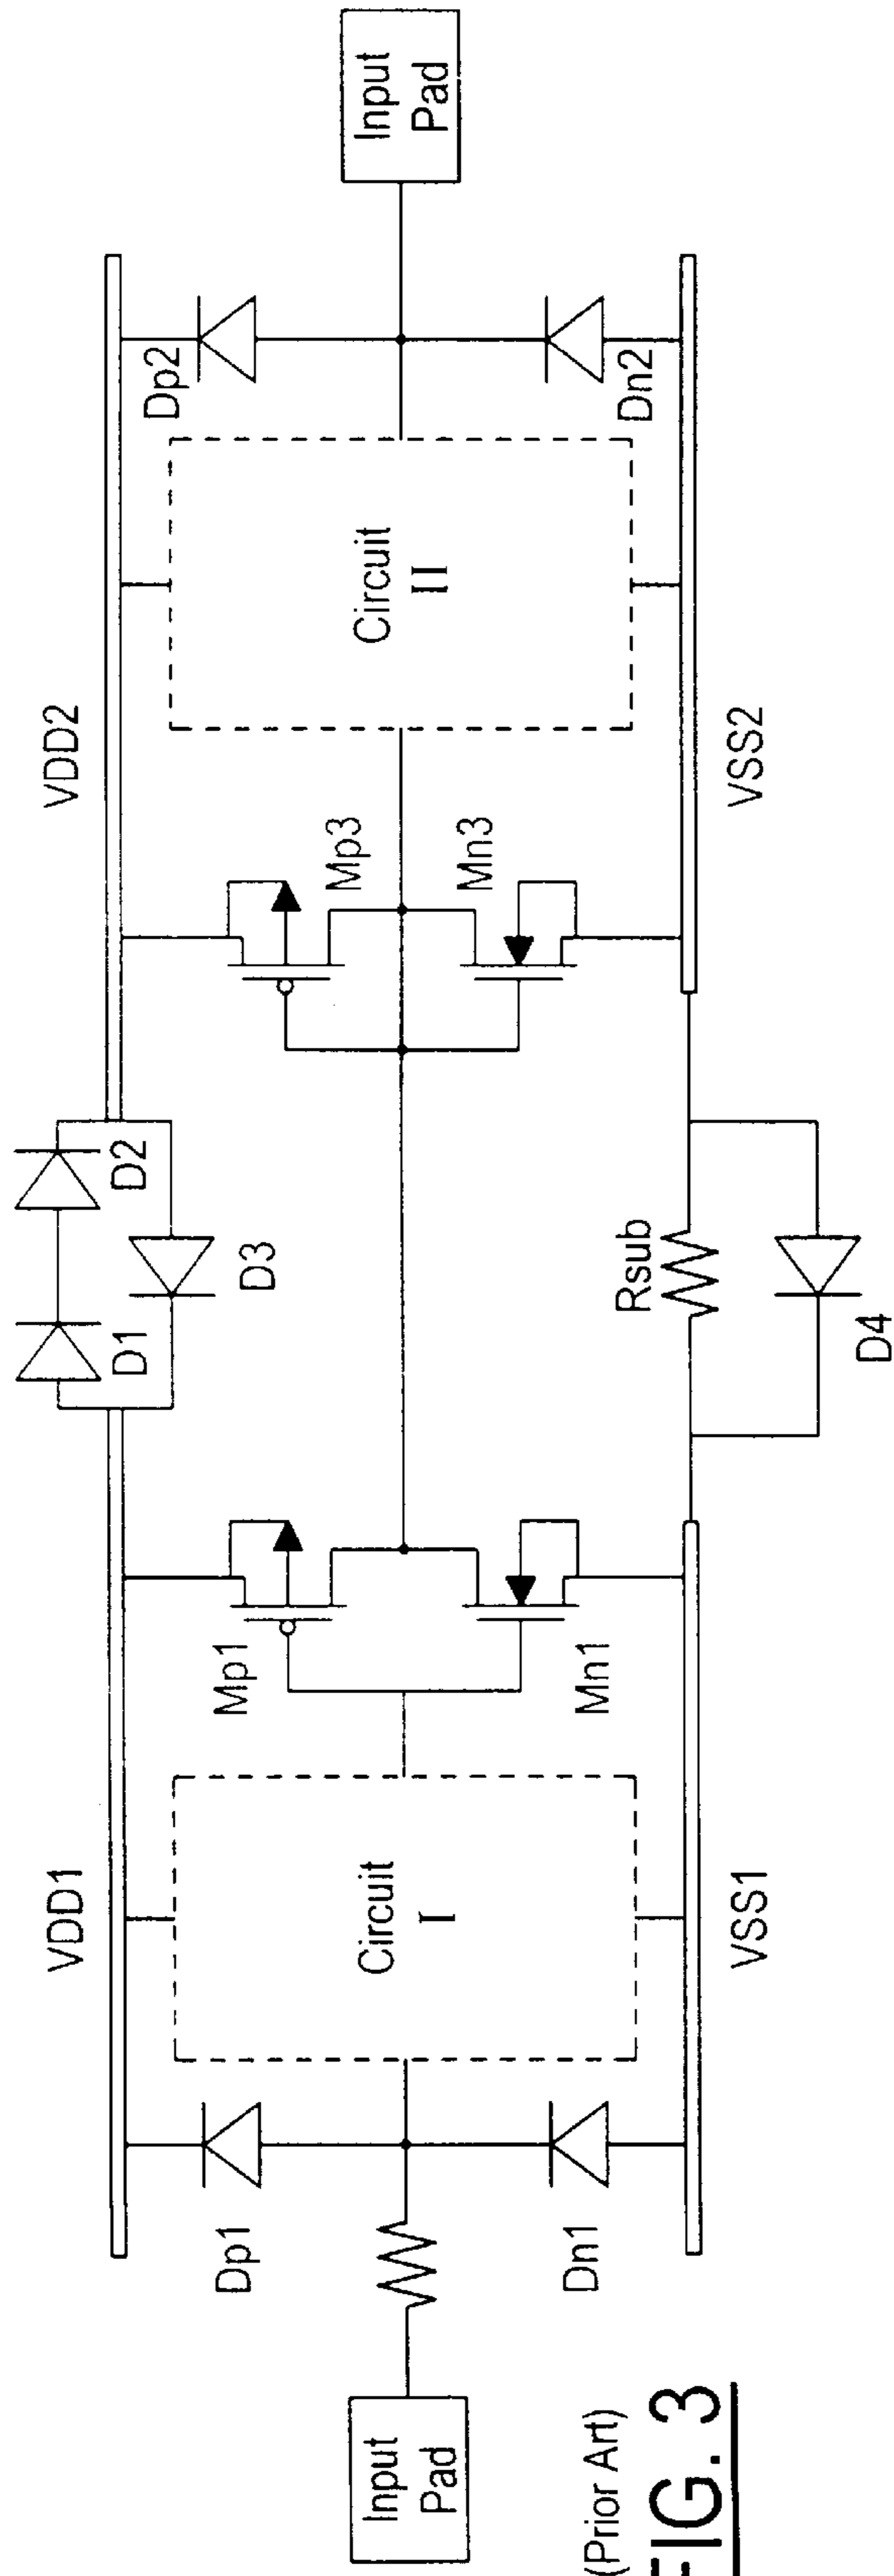 VDD1
VDD2
D1
D2
D3
Input
Pad
Dp1
Dn1
Circuit
I
Mp1
Mn1
Mp3
Mn3
Circuit
II
Dp2
Dn2
Input
Pad
Rsub
D4
VSS1
VSS2
(Prior Art)
FIG. 3